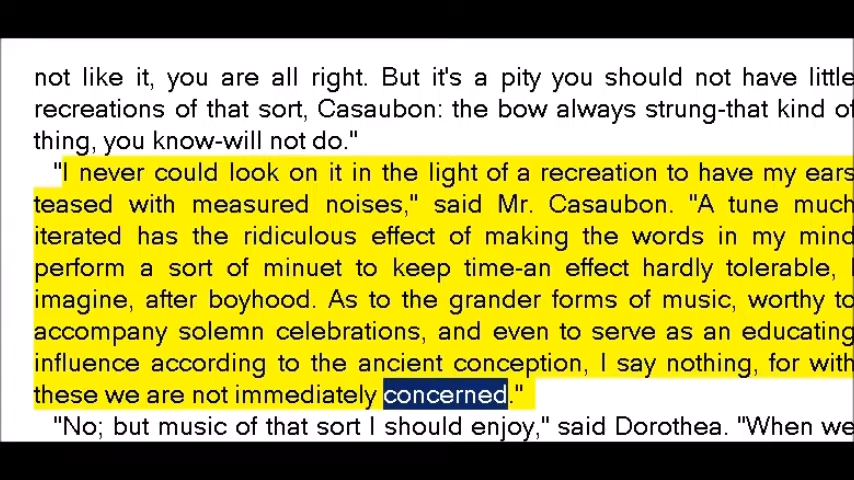 not like it, you are all right. But it's a pity you should not have little
recreations of that sort, Casaubon: the bow always strung-that kind of
thing, you know-will not do."
"I never could look on it in the light of a recreation to have my ears
teased with measured noises," said Mr. Casaubon. "A tune much
iterated has the ridiculous effect of making the words in my mind
perform a sort of minuet to keep time-an effect hardly tolerable, I
imagine, after boyhood. As to the grander forms of music, worthy to
accompany solemn celebrations, and even to serve as an educating
influence according to the ancient conception, I say nothing, for with
these we are not immediately concerned."
"No; but music of that sort I should enjoy," said Dorothea. "When we